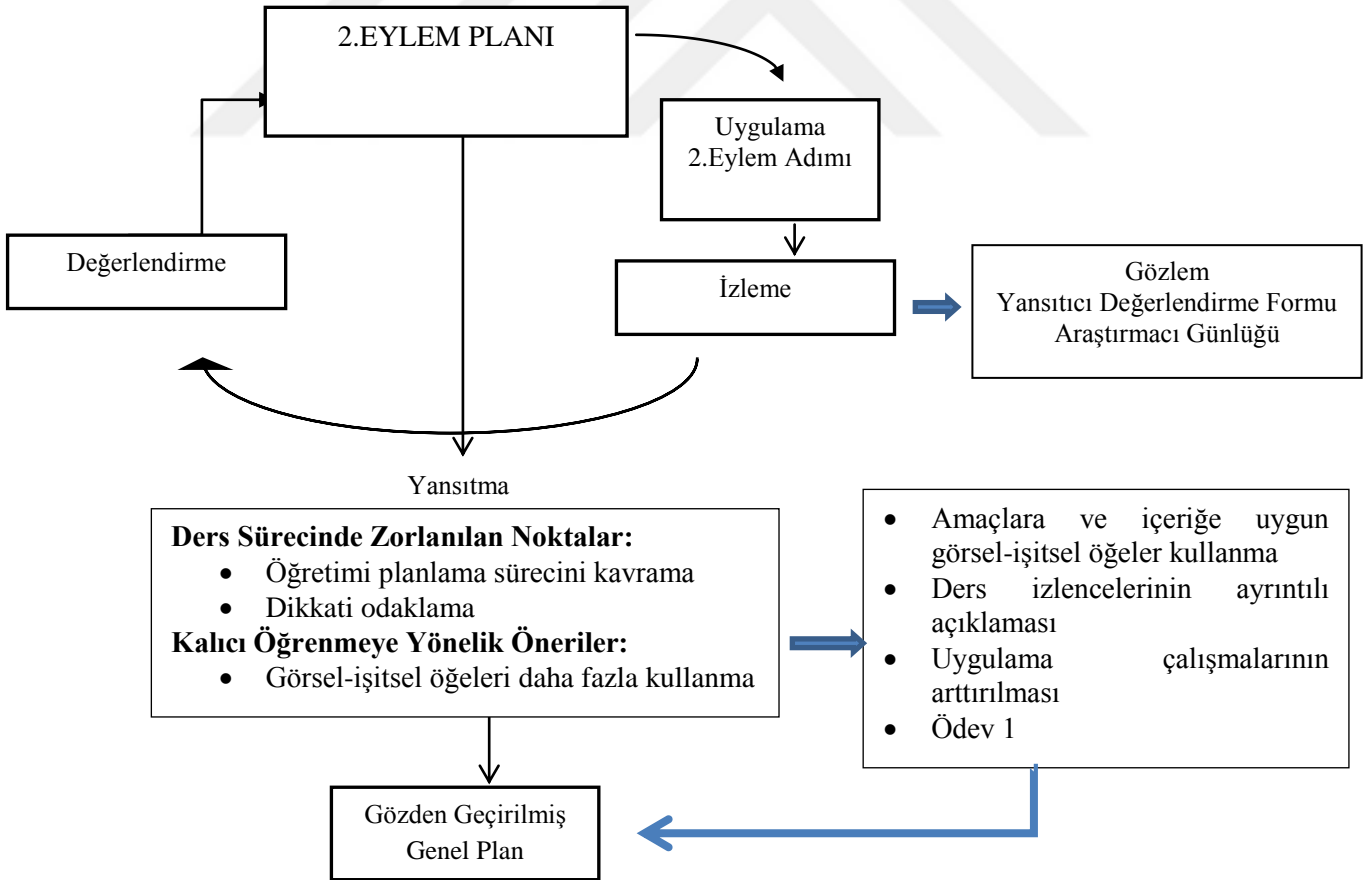 2.EYLEM PLANI
Uygulama
2.Eylem Adımı
Değerlendirme
İzleme
Gözlem
Yansıtıcı Değerlendirme Formu
Araştırmacı Günlüğü
Yansıtma
Ders Sürecinde Zorlanılan Noktalar:
• Öğretimi planlama sürecini kavrama
• Dikkati odaklama
Kalıcı Öğrenmeye Yönelik Öneriler:
• Görsel-işitsel öğeleri daha fazla kullanma
• Amaçlara ve içeriğe uygun
görsel-işitsel öğeler kullanma
• Ders izlencelerinin ayrıntılı
açıklaması
• Uygulama çalışmalarının
arttırılması
• Ödev 1
Gözden Geçirilmiş
Genel Plan